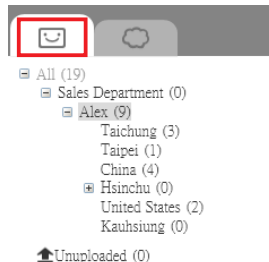 All (19)
Sales Department (0)
Alex (9)
Taichung (3)
Taipei (1)
China (4)
Hsinchu (0)
United States (2)
Kauhsiung (0)
Unuploaded (0)